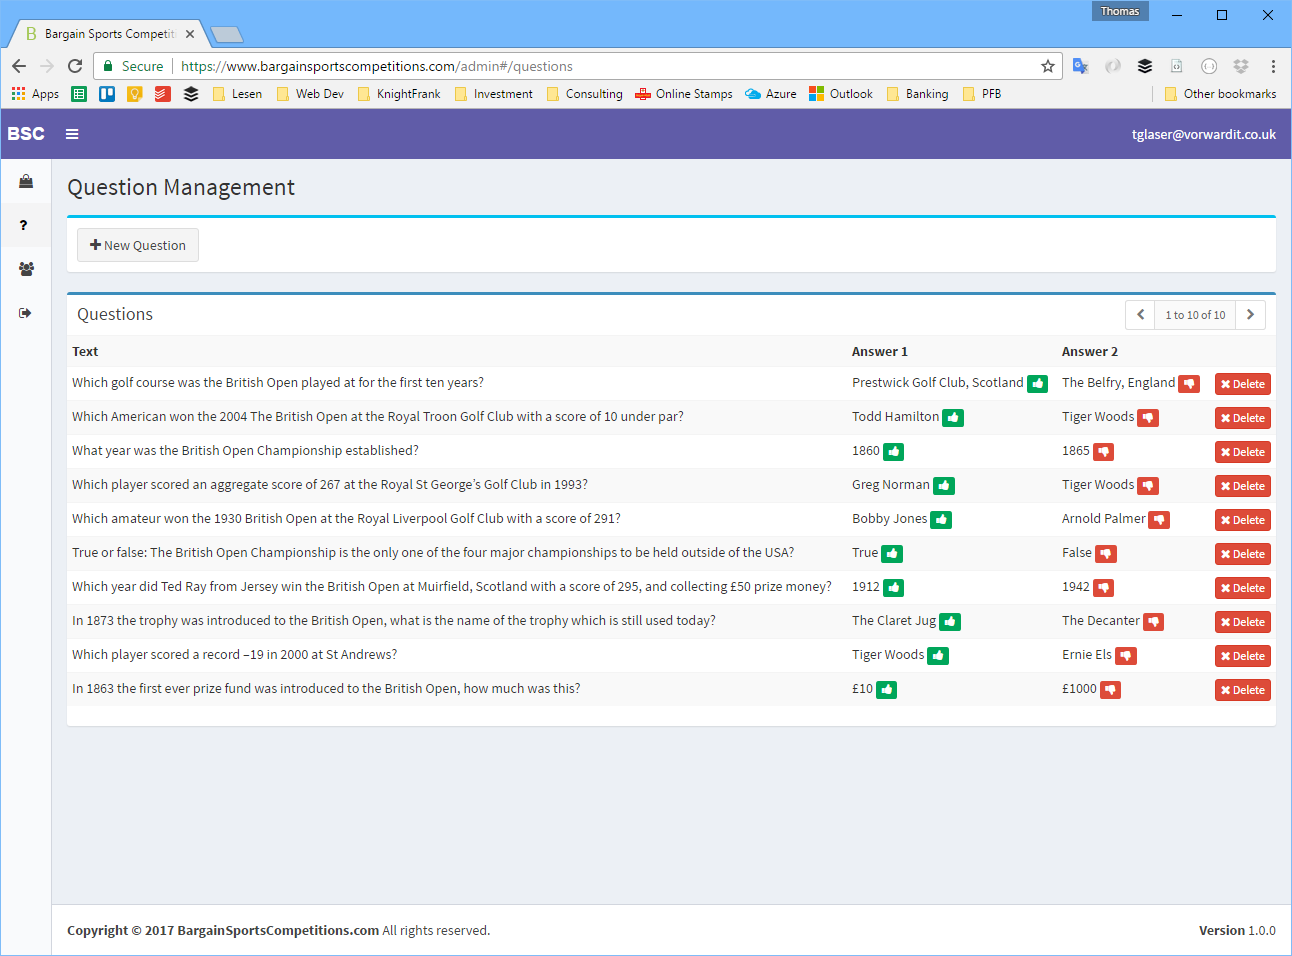 Thomas
Bargain Sports Competit
Secure https://www.bargainsportscompetitions.com/admin#/questions
Apps Lesen Web Dev KnightFrank Investment Consulting Online Stamps Azure Outlook Banking PFB Other bookmarks
BSC tglaser@vorwardit.co.uk
Question Management
? New Question
Questions 1 to 10 of 10
Text Answer 1 Answer 2
Which golf course was the British Open played at for the first ten years? Prestwick Golf Club, Scotland The Belfry, England Delete
Which American won the 2004 The British Open at the Royal Troon Golf Club with a score of 10 under par? Todd Hamilton Tiger Woods Delete
What year was the British Open Championship established? 1860 1865 Delete
Which player scored an aggregate score of 267 at the Royal St George’s Golf Club in 1993? Greg Norman Tiger Woods Delete
Which amateur won the 1930 British Open at the Royal Liverpool Golf Club with a score of 291? Bobby Jones Arnold Palmer Delete
True or false: The British Open Championship is the only one of the four major championships to be held outside of the USA? True False Delete
Which year did Ted Ray from Jersey win the British Open at Muirfield, Scotland with a score of 295, and collecting £50 prize money? 1912 1942 Delete
In 1873 the trophy was introduced to the British Open, what is the name of the trophy which is still used today? The Claret Jug The Decanter Delete
Which player scored a record –19 in 2000 at St Andrews? Tiger Woods Ernie Els Delete
In 1863 the first ever prize fund was introduced to the British Open, how much was this? £10 £1000 Delete
Copyright © 2017 BargainSportsCompetitions.com All rights reserved. Version 1.0.0